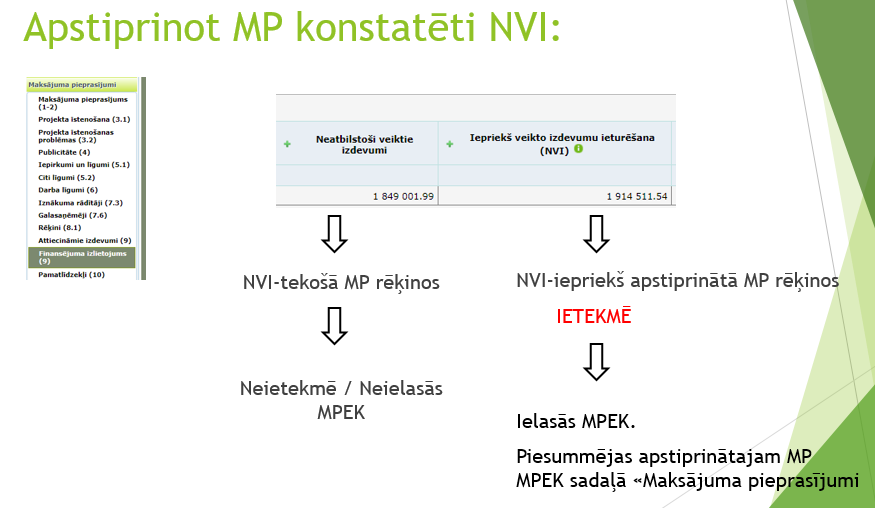 Apstiprinot MP konstatēti NVI:
Maksājuma pieprasījumi
Maksājuma pieprasījums
(1-2)
Projekta īstenošana (3.1)
Projekta īstenošanas
problēmas (3.2)
Publicitāte (4)
Iepirkumi un līgumi (5.1)
Citi līgumi (5.2)
Darba līgumi (6)
Iznākuma rādītāji (7.3)
Galasaņēmēji (7.6)
Rēķini (8.1)
Attiecināmie izdevumi (9)
Finansējuma izlietojums
(9)
Pamatlīdzekļi (10)
Neatbilstoši veiktie
izdevumi
Iepriekš veikto izdevumu ieturēšana
(NVI)
1 849 001.99
1 914 511.54
NVI-tekošā MP rēķinos
Neietekmē / Neielasās
MPEK
NVI-iepriekš apstiprinātā MP rēķinos
IETEKMĒ
Ielasās MPEK.
Piesummējas apstiprinātajam MP
MPEK sadaļā «Maksājuma pieprasījumi